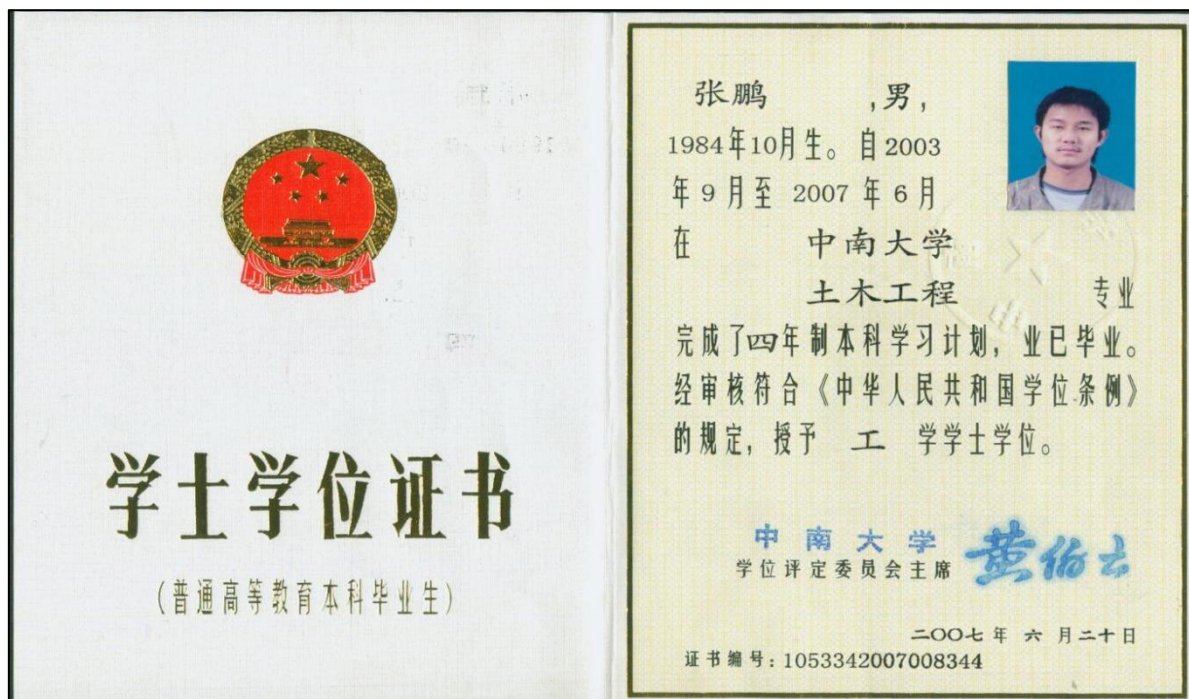 学士学位证书
(普通高等教育本科毕业生)
张鹏 ,男,
1984年10月生。自2003
年9月至 2007 年 6 月
在 中南大学
土木工程 专业
完成了四年制本科学习计划,业已毕业。
经审核符合《中华人民共和国学位条例》
的规定,授予 工 学学士学位。
中南大学
学位评定委员会主席 黄伯云
二〇〇七年 六 月二十日
证书编号:1053342007008344